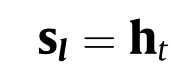 s_l = h_t